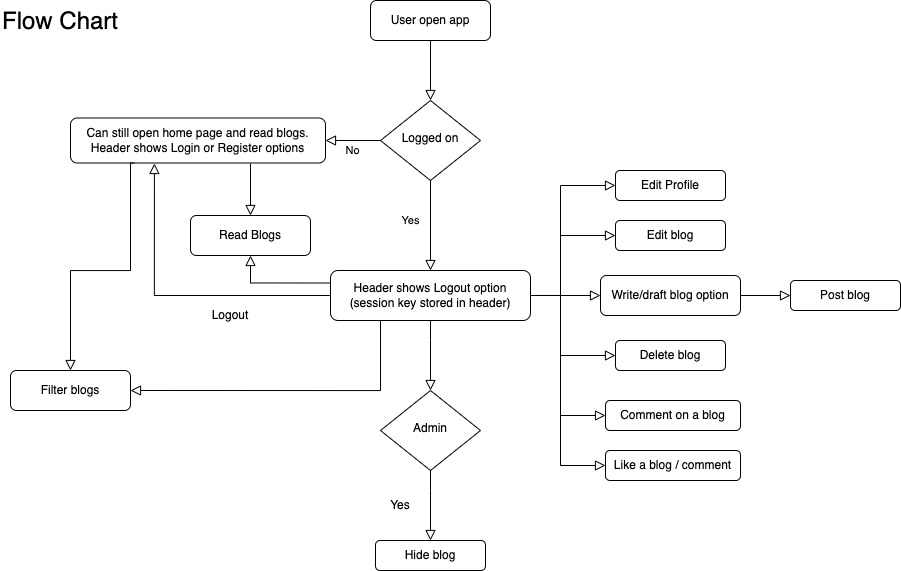 Flow Chart
User open app
Logged on
Can still open home page and read blogs.
Header shows Login or Register options
No
Yes
Read Blogs
Edit Profile
Edit blog
Header shows Logout option
(session key stored in header)
Write/draft blog option
Post blog
Logout
Delete blog
Filter blogs
Comment on a blog
Admin
Like a blog / comment
Yes
Hide blog